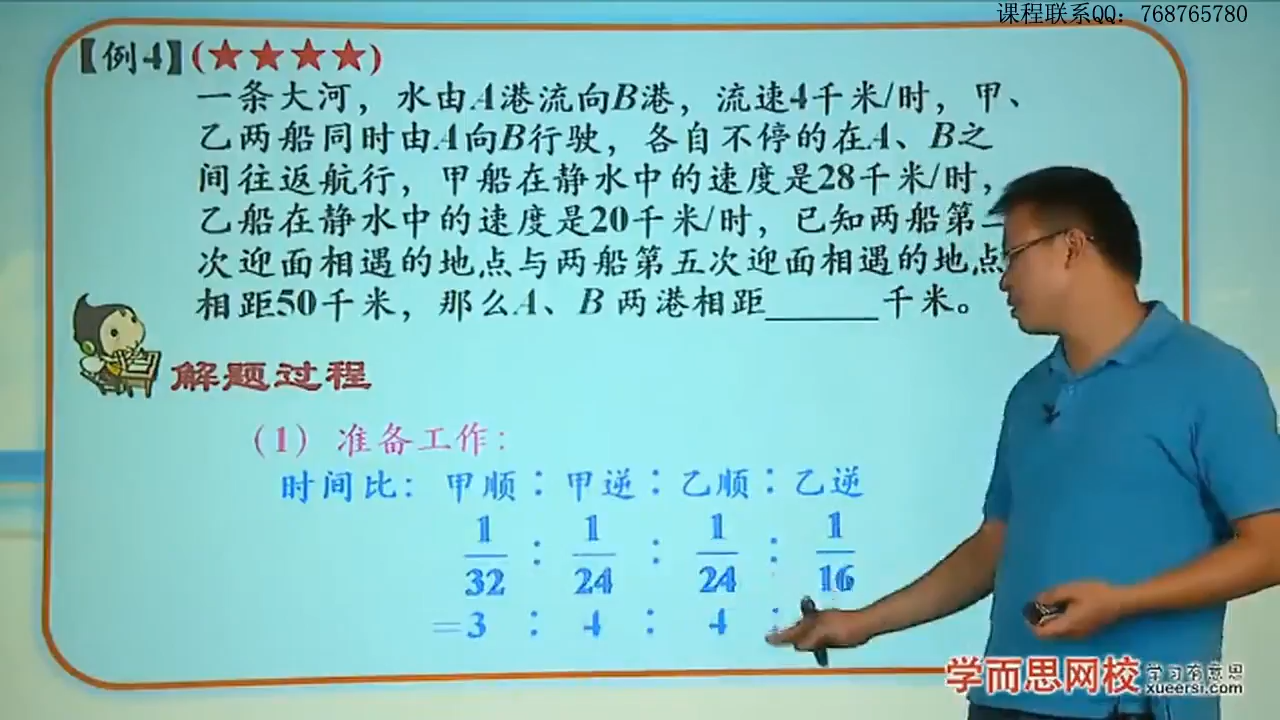 课程联系QQ：768765780
【例4】(★★★★)
一条大河，水由A港流向B港，流速4千米/时，甲、
乙两船同时由A向B行驶，各自不停的在A、B之
间往返航行，甲船在静水中的速度是28千米/时，
乙船在静水中的速度是20千米/时，已知两船第二
次迎面相遇的地点与两船第五次迎面相遇的地点
相距50千米，那么A、B 两港相距______千米。
解题过程
（1）准备工作：
时间比：甲顺：甲逆：乙顺：乙逆
1/32 : 1/24 : 1/24 : 1/16
=3 : 4 : 4 :
学而思网校 学习有意思
xueersi.com